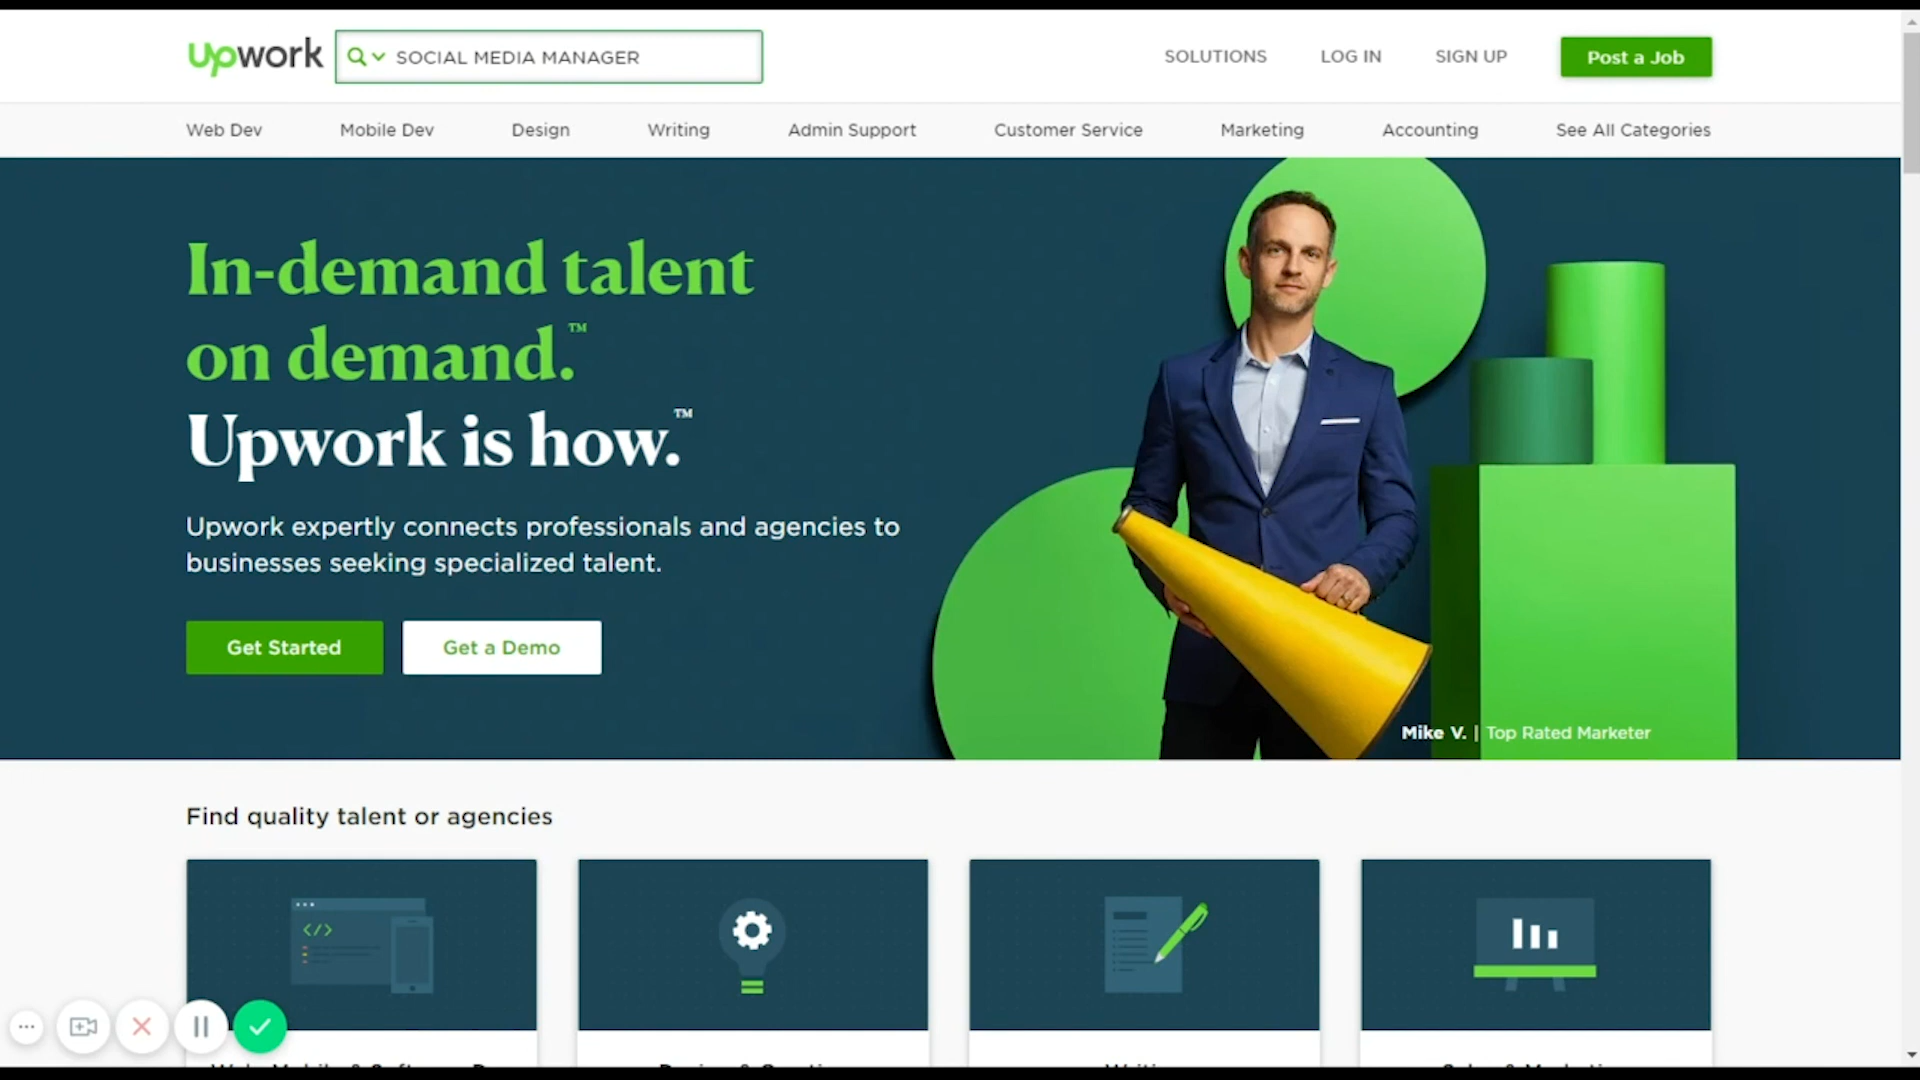 upwork
SOCIAL MEDIA MANAGER
SOLUTIONS
LOG IN
SIGN UP
Post a Job
Web Dev
Mobile Dev
Design
Writing
Admin Support
Customer Service
Marketing
Accounting
See All Categories
In-demand talent
on demand.™
Upwork is how.™
Upwork expertly connects professionals and agencies to
businesses seeking specialized talent.
Get Started
Get a Demo
Mike V. | Top Rated Marketer
Find quality talent or agencies
</>